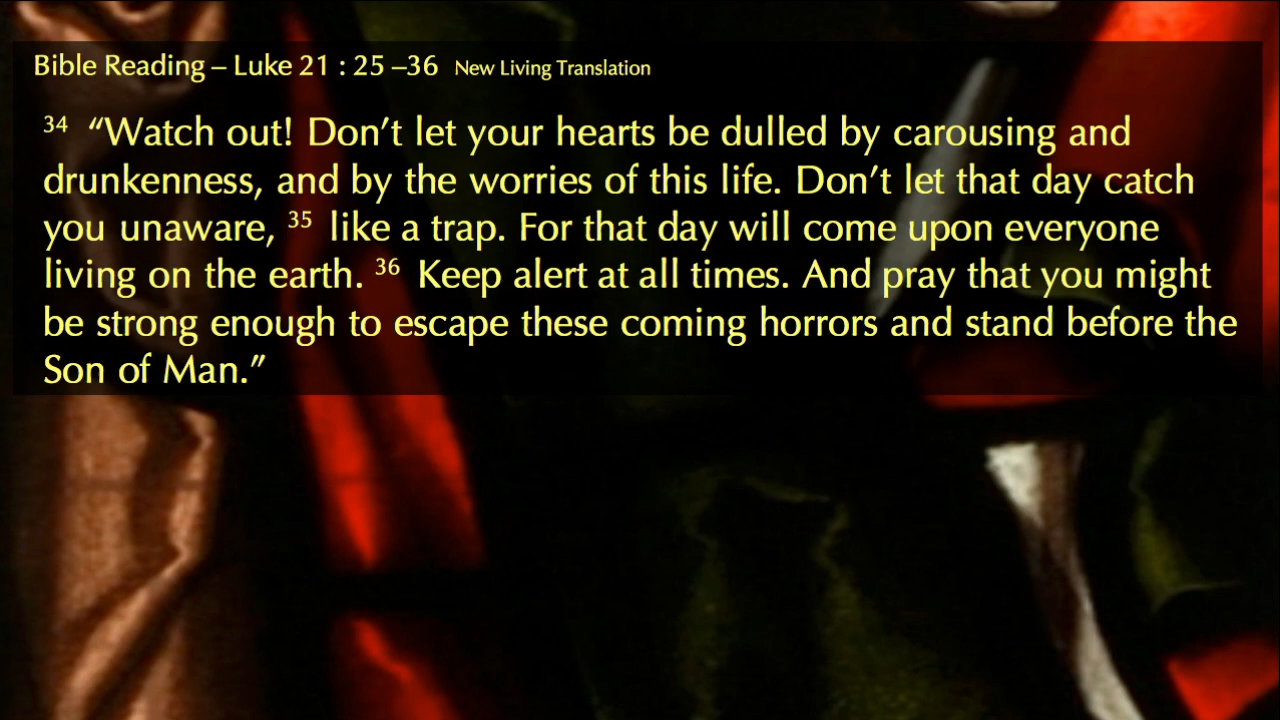 Bible Reading – Luke 21 : 25 –36 New Living Translation
34 “Watch out! Don’t let your hearts be dulled by carousing and
drunkenness, and by the worries of this life. Don’t let that day catch
you unaware, 35 like a trap. For that day will come upon everyone
living on the earth. 36 Keep alert at all times. And pray that you might
be strong enough to escape these coming horrors and stand before the
Son of Man.”